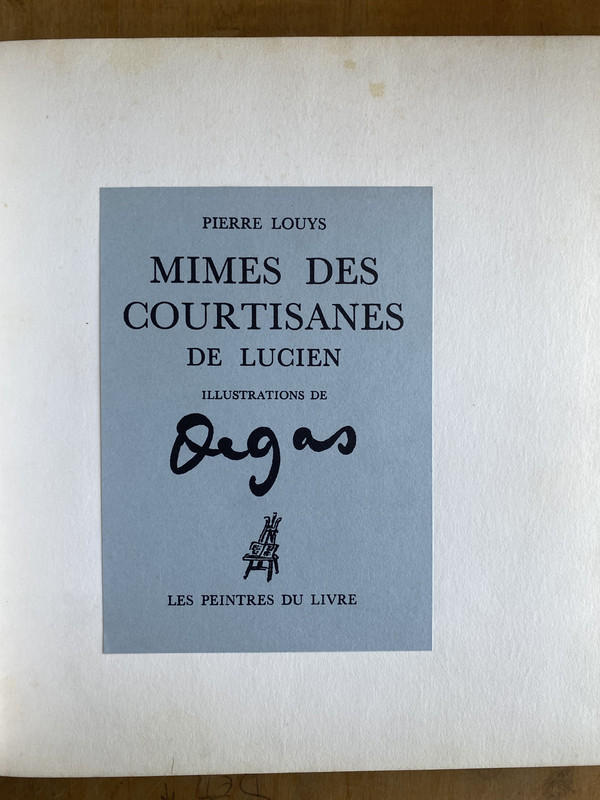 PIERRE LOUYS
MIMES DES
COURTISANES
DE LUCIEN
ILLUSTRATIONS DE
Degas
LES PEINTRES DU LIVRE